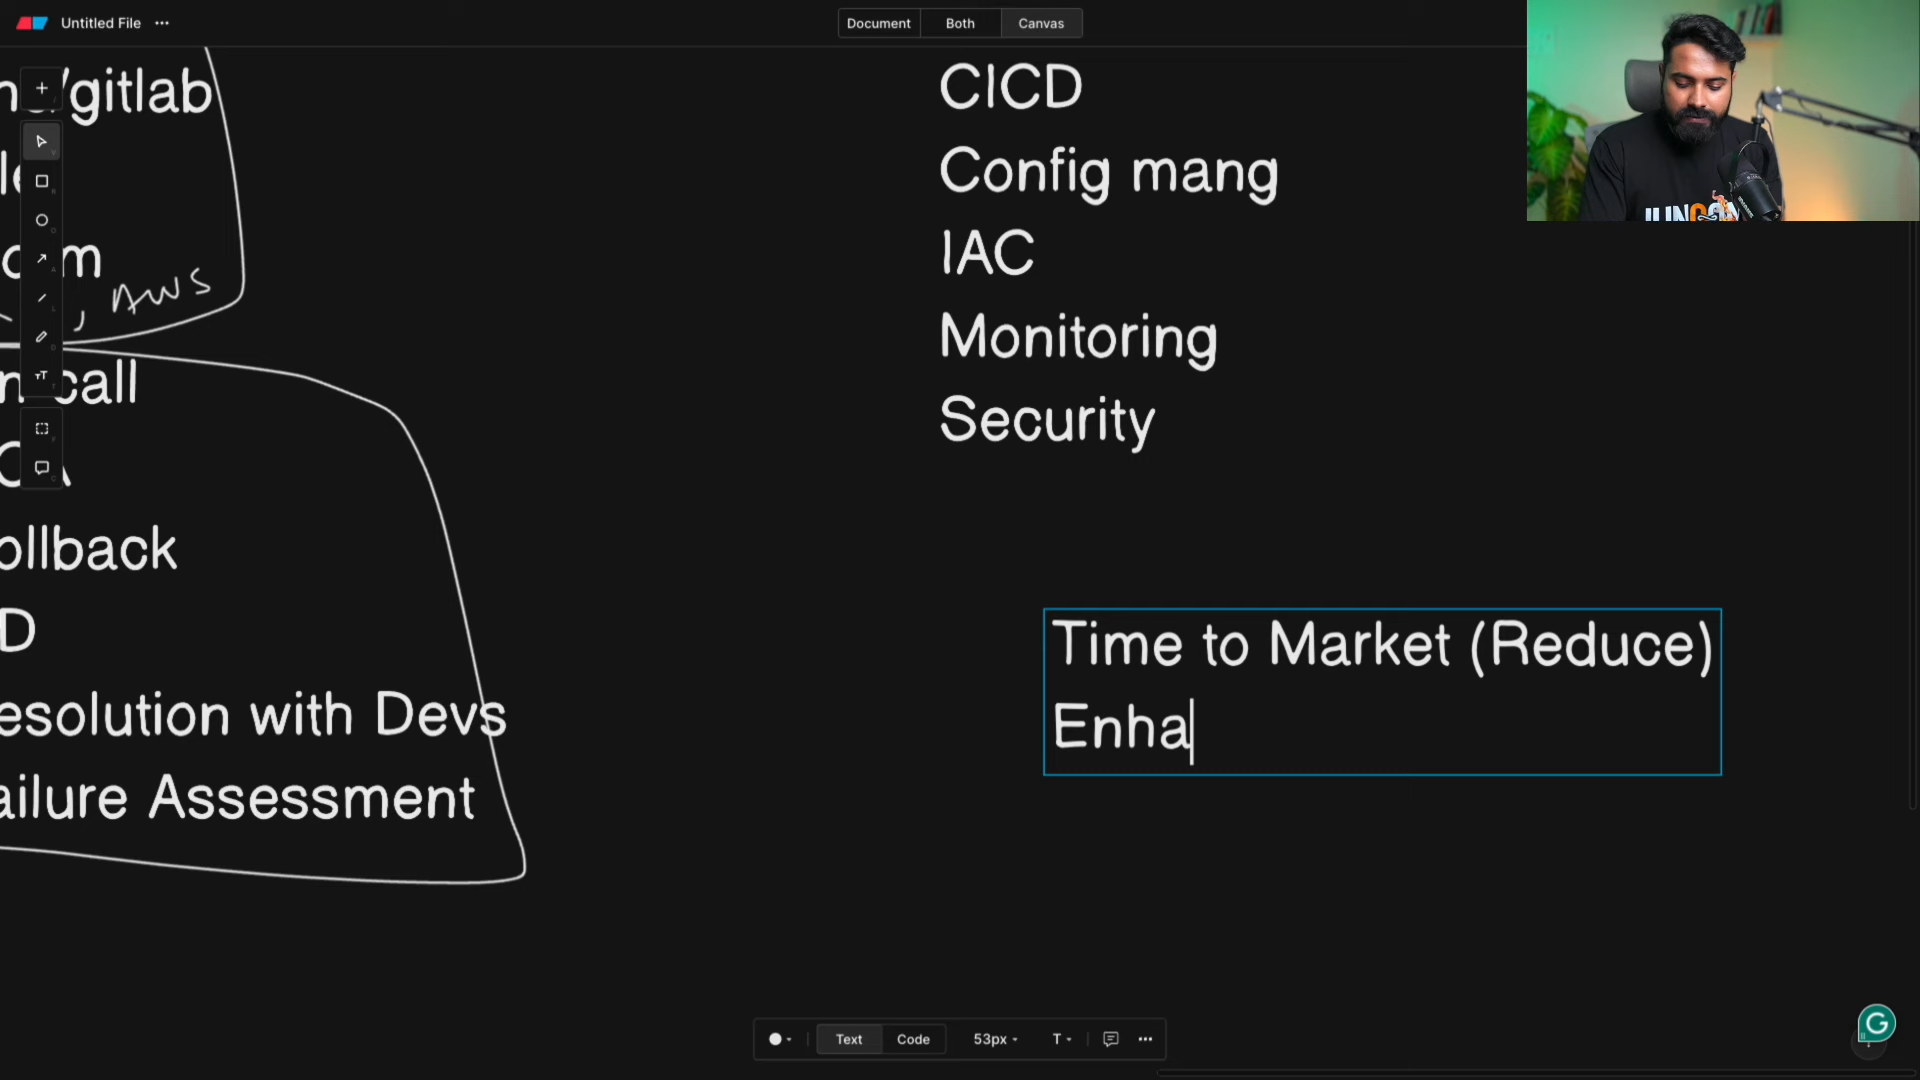 Untitled File
Document Both Canvas
/gitlab
AWS
call
ollback
D
esolution with Devs
ailure Assessment
CICD
Config mang
IAC
Monitoring
Security
Time to Market (Reduce)
Enha
Text Code 53px T
G